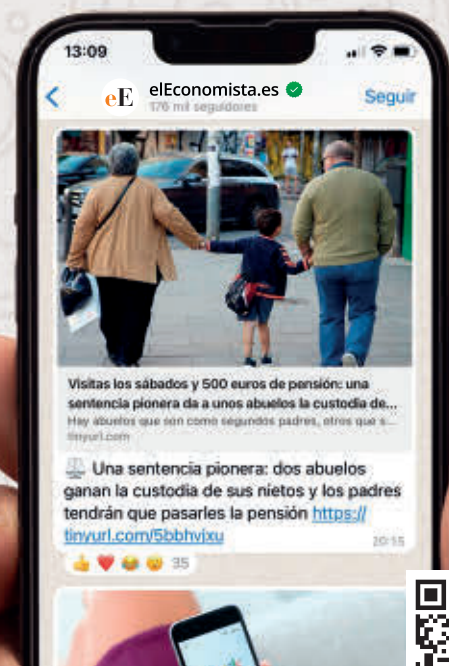 13:09
eE elEconomista.es
176 mil seguidores
Seguir
Visitas los sábados y 500 euros de pensión: una
sentencia pionera da a unos abuelos la custodia de...
Hay abuelos que son como segundos padres, otros que s...
tinyurl.com
Una sentencia pionera: dos abuelos
ganan la custodia de sus nietos y los padres
tendrán que pasarles la pensión https://
tinyurl.com/5bbhvjxu
20:15
35